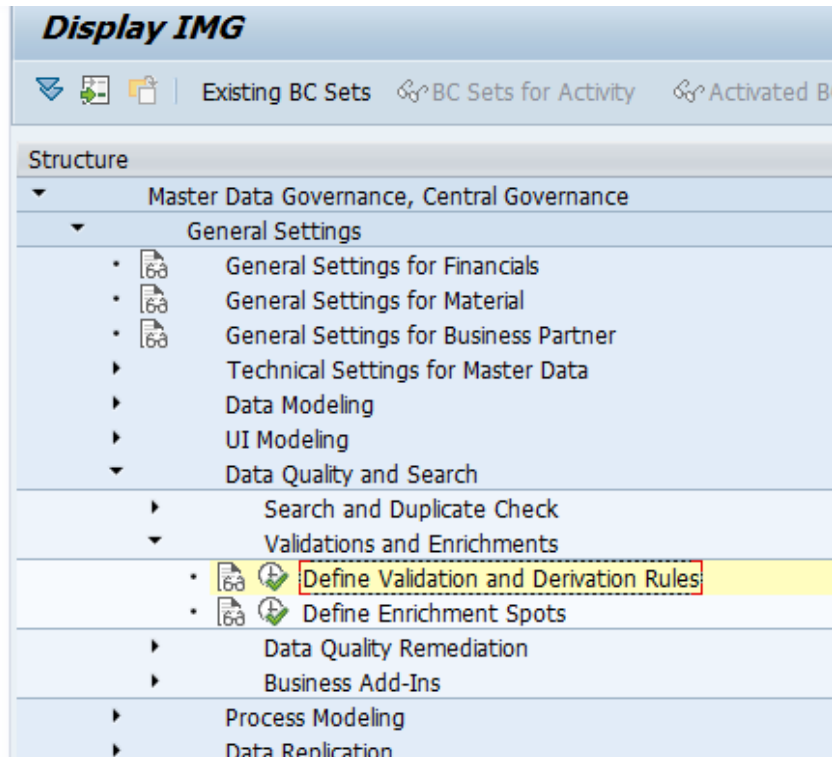 Display IMG
Existing BC Sets BC Sets for Activity Activated B
Structure
Master Data Governance, Central Governance
General Settings
General Settings for Financials
General Settings for Material
General Settings for Business Partner
Technical Settings for Master Data
Data Modeling
UI Modeling
Data Quality and Search
Search and Duplicate Check
Validations and Enrichments
Define Validation and Derivation Rules
Define Enrichment Spots
Data Quality Remediation
Business Add-Ins
Process Modeling
Data Replication